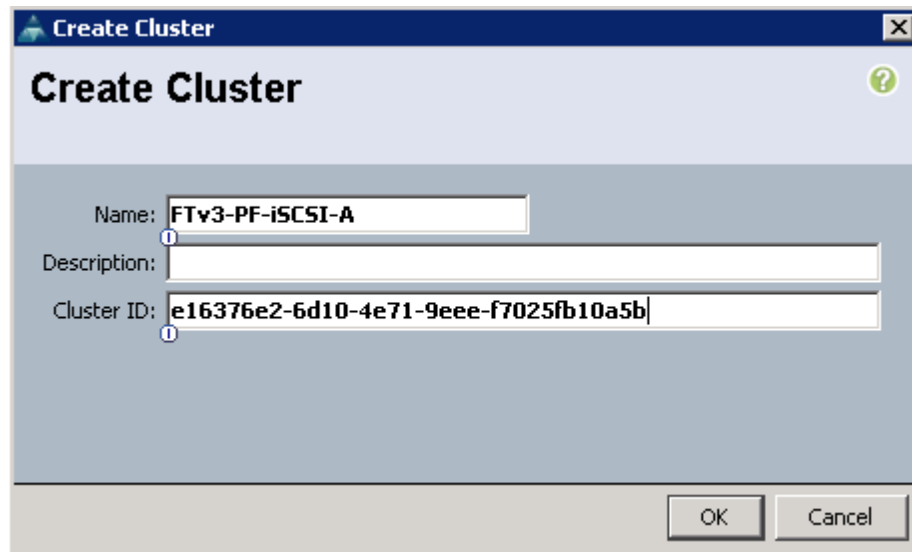 Create Cluster
Create Cluster
Name: FTv3-PF-iSCSI-A
Description:
Cluster ID: e16376e2-6d10-4e71-9eee-f7025fb10a5b
OK Cancel